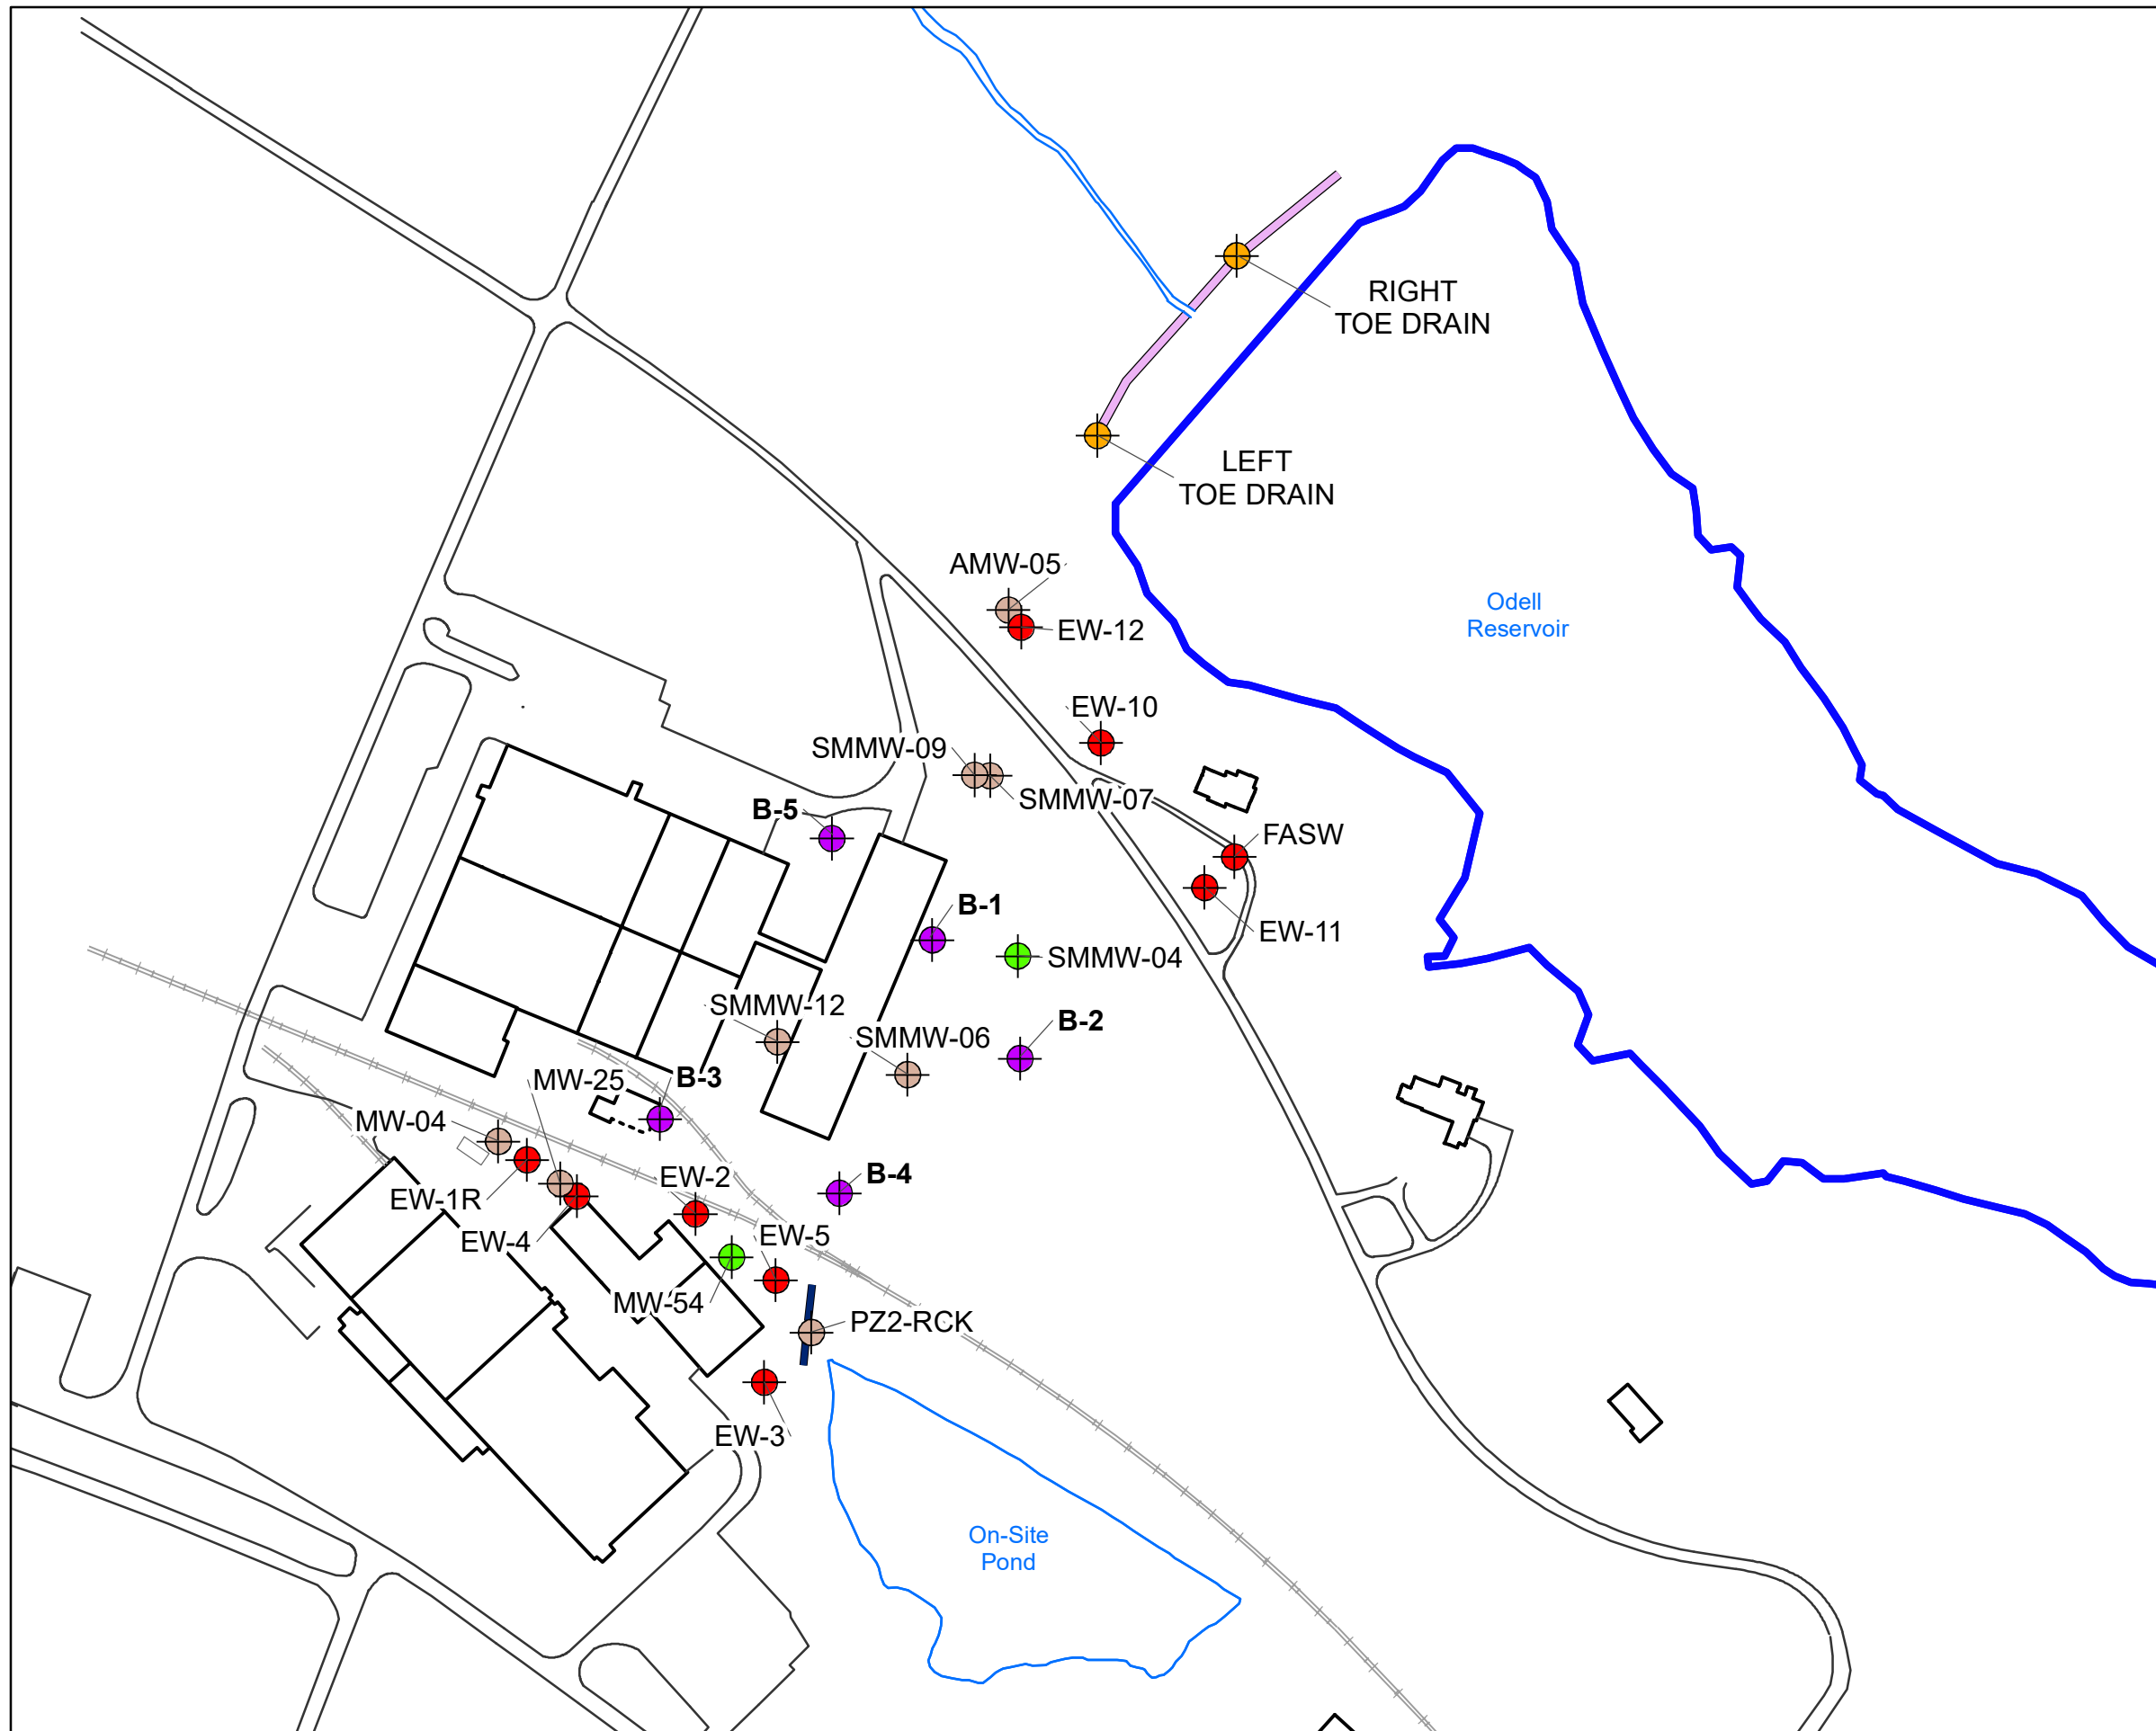 RIGHT
TOE DRAIN
LEFT
TOE DRAIN
AMW-05
EW-12
Odell
Reservoir
EW-10
SMMW-09
SMMW-07
B-5
FASW
B-1
EW-11
SMMW-04
SMMW-12
B-2
SMMW-06
MW-25
B-3
MW-04
EW-2
B-4
EW-1R
EW-4
EW-5
MW-54
PZ2-RCK
EW-3
On-Site
Pond